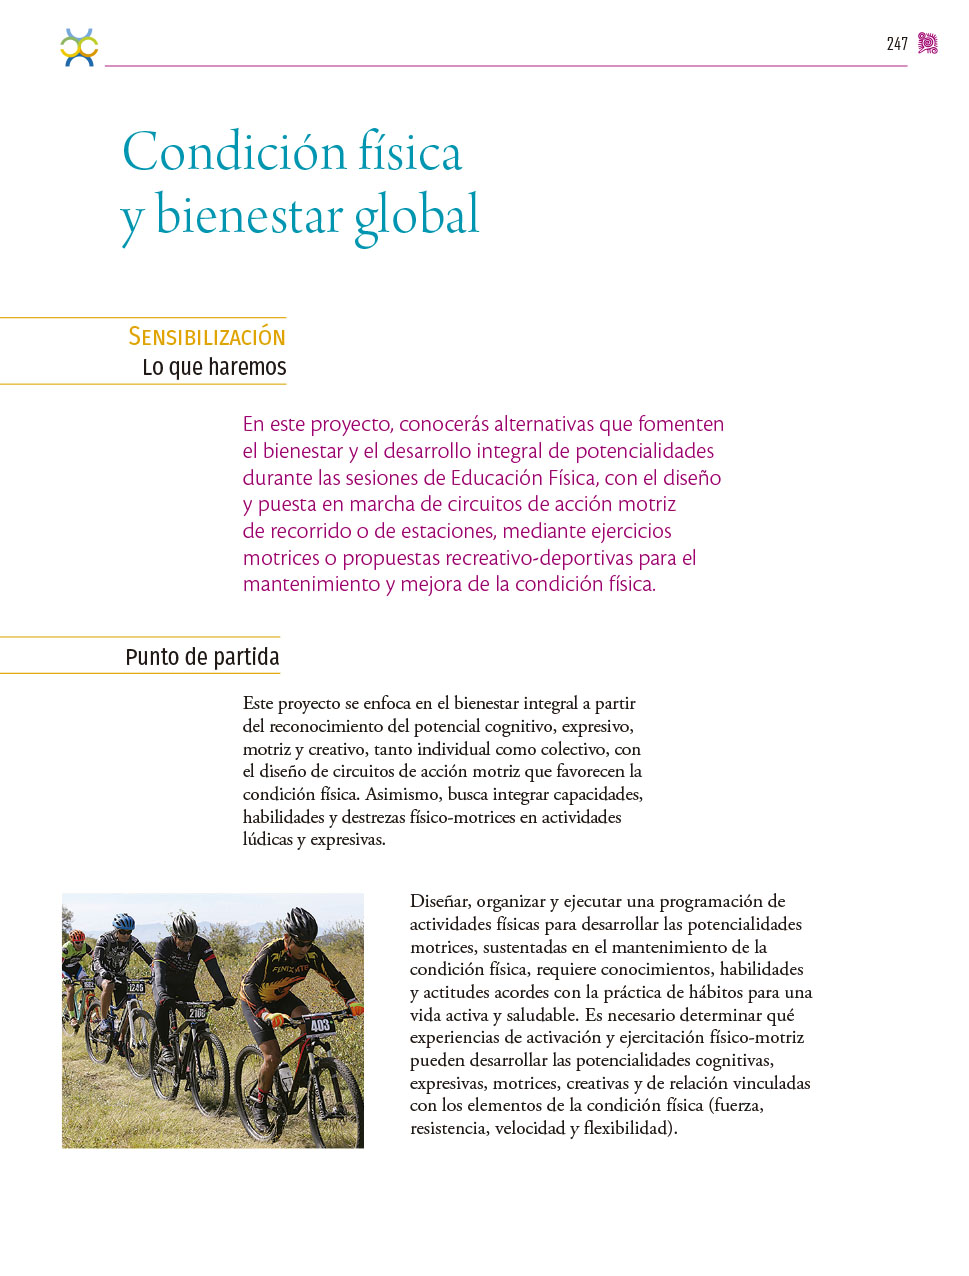 247
Condición física
y bienestar global
Sensibilización
Lo que haremos
En este proyecto, conocerás alternativas que fomenten
el bienestar y el desarrollo integral de potencialidades
durante las sesiones de Educación Física, con el diseño
y puesta en marcha de circuitos de acción motriz
de recorrido o de estaciones, mediante ejercicios
motrices o propuestas recreativo-deportivas para el
mantenimiento y mejora de la condición física.
Punto de partida
Este proyecto se enfoca en el bienestar integral a partir
del reconocimiento del potencial cognitivo, expresivo,
motriz y creativo, tanto individual como colectivo, con
el diseño de circuitos de acción motriz que favorecen la
condición física. Asimismo, busca integrar capacidades,
habilidades y destrezas físico-motrices en actividades
lúdicas y expresivas.
Diseñar, organizar y ejecutar una programación de
actividades físicas para desarrollar las potencialidades
motrices, sustentadas en el mantenimiento de la
condición física, requiere conocimientos, habilidades
y actitudes acordes con la práctica de hábitos para una
vida activa y saludable. Es necesario determinar qué
experiencias de activación y ejercitación físico-motriz
pueden desarrollar las potencialidades cognitivas,
expresivas, motrices, creativas y de relación vinculadas
con los elementos de la condición física (fuerza,
resistencia, velocidad y flexibilidad).
403